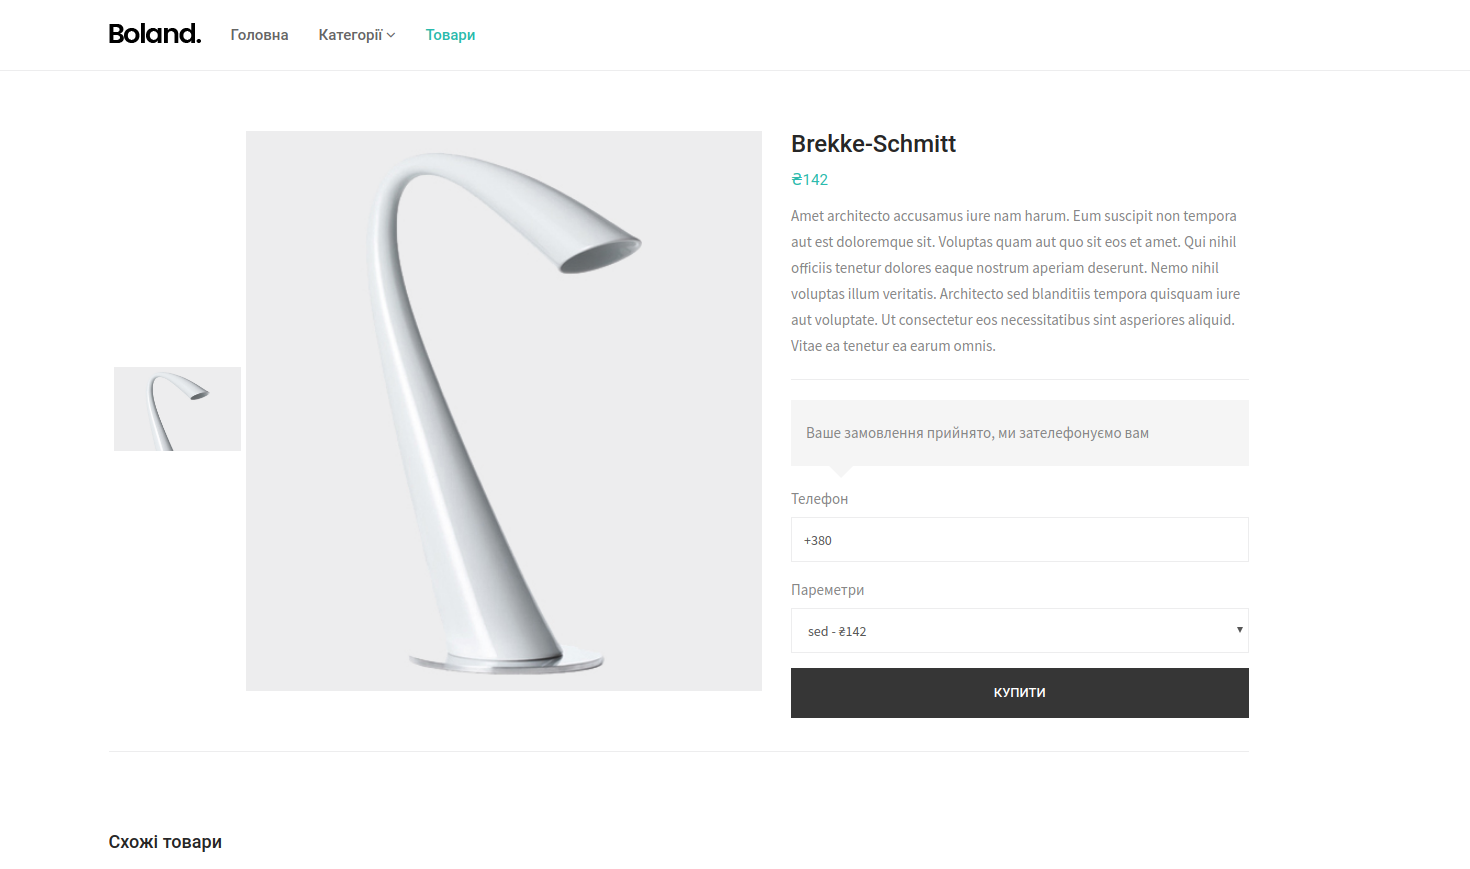 Boland.
Головна
Категорії
Товари
Brekke-Schmitt
₴142
Amet architecto accusamus iure nam harum. Eum suscipit non tempora
aut est doloremque sit. Voluptas quam aut quo sit eos et amet. Qui nihil
officiis tenetur dolores eaque nostrum aperiam deserunt. Nemo nihil
voluptas illum veritatis. Architecto sed blanditiis tempora quisquam iure
aut voluptate. Ut consectetur eos necessitatibus sint asperiores aliquid.
Vitae ea tenetur ea earum omnis.
Ваше замовлення прийнято, ми зателефонуємо вам
Телефон
+380
Пареметри
sed - ₴142
КУПИТИ
Схожі товари